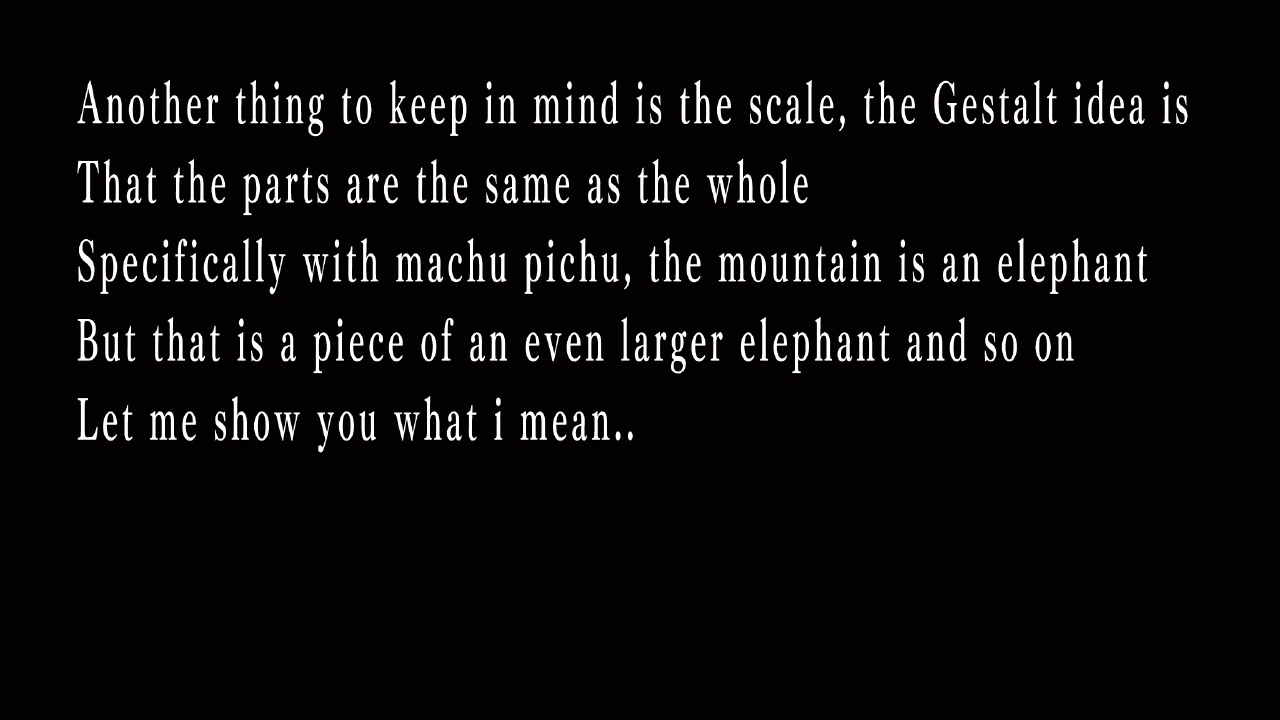 Another thing to keep in mind is the scale, the Gestalt idea is
That the parts are the same as the whole
Specifically with machu pichu, the mountain is an elephant
But that is a piece of an even larger elephant and so on
Let me show you what i mean..